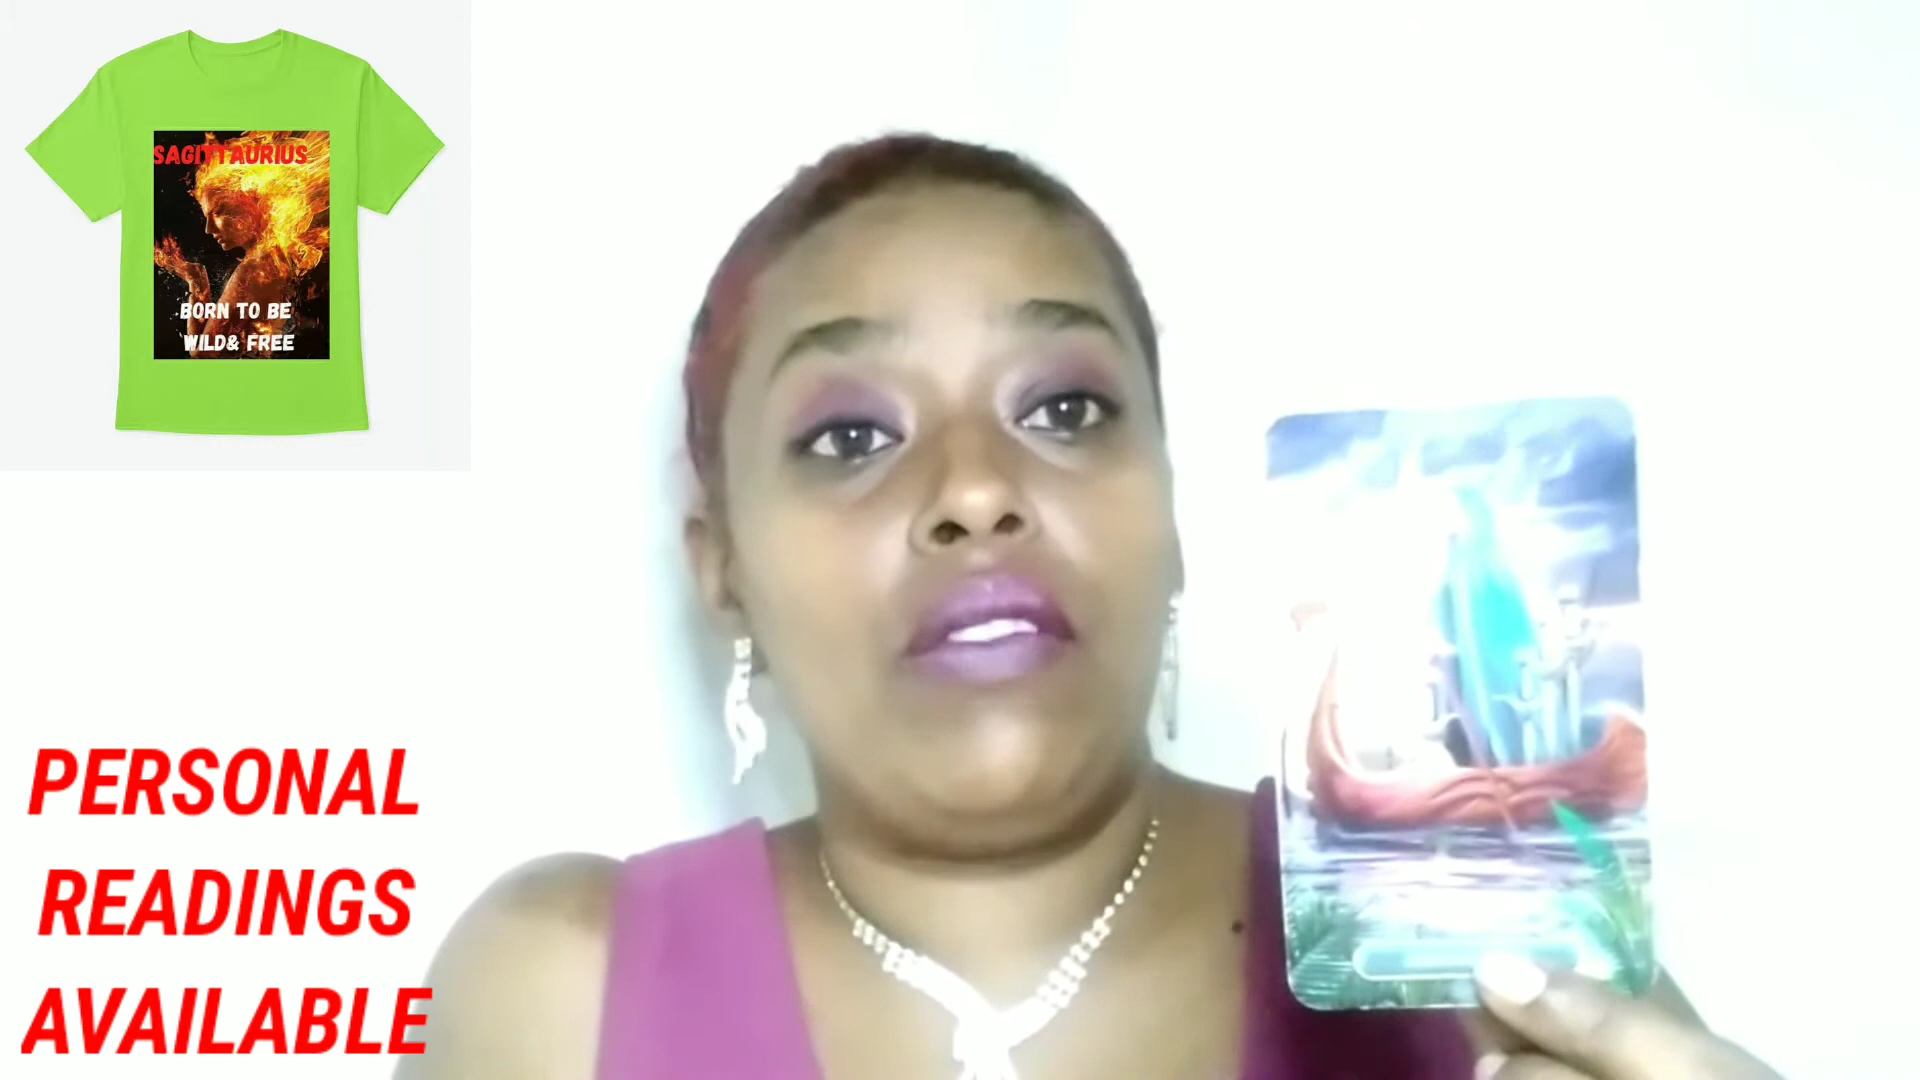 SAGITTAURIUS
BORN TO BE
WILD& FREE
PERSONAL
READINGS
AVAILABLE